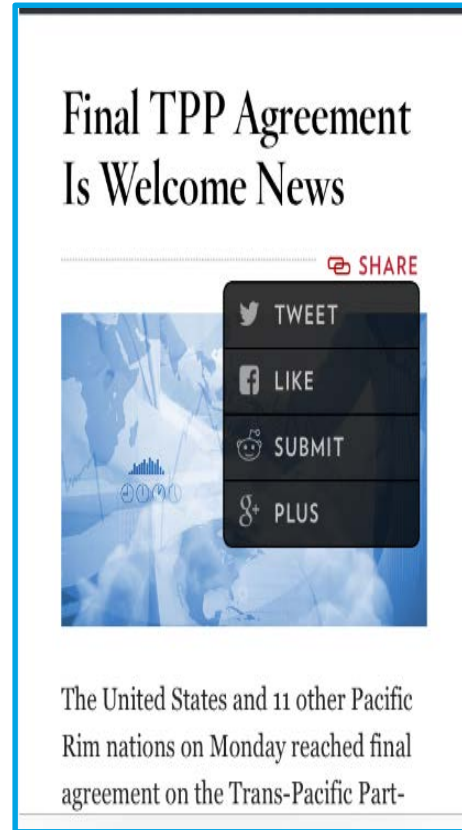 Final TPP Agreement
Is Welcome News
SHARE
TWEET
LIKE
SUBMIT
PLUS
The United States and 11 other Pacific
Rim nations on Monday reached final
agreement on the Trans-Pacific Part-